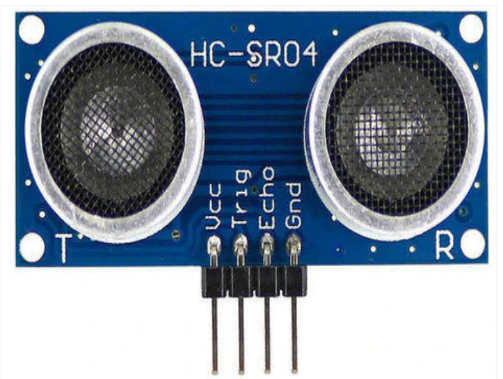 HC-SR04
Vcc
Trig
Echo
Gnd
T
R